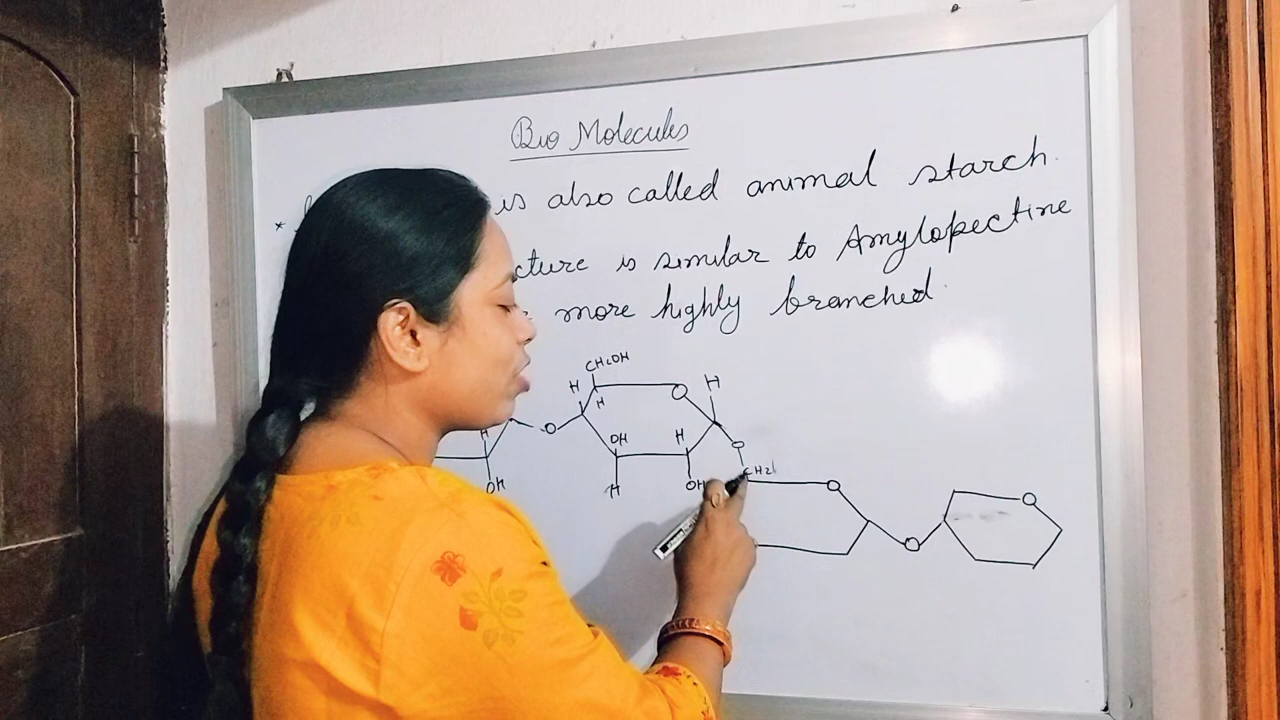 Bio Molecules
* is also called animal starch.
cture is similar to Amylopectine
more highly branched.
CH2OH
H O H
H
OH H
H O O
CH2
OH H OH
O
O
O